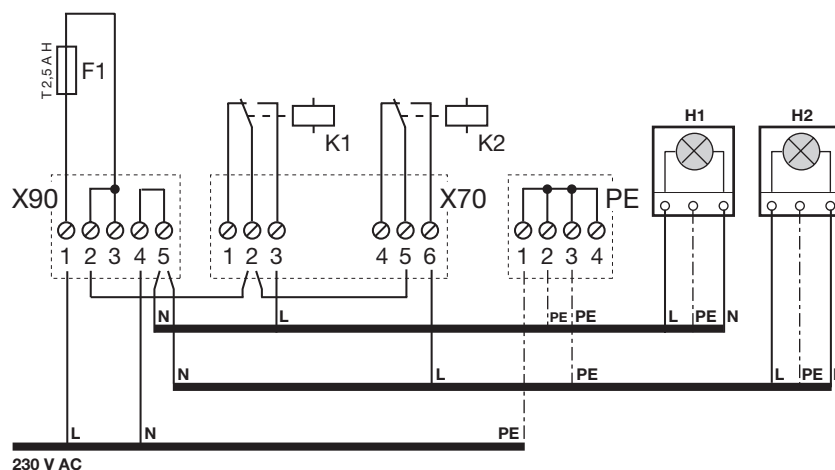 H1 H2
T 2,5 A H
F1
K1 K2
X90 X70 PE
1 2 3 4 5 1 2 3 4 5 6 1 2 3 4
N L PE PE L PE N
N L PE L PE
L N PE
230 V AC